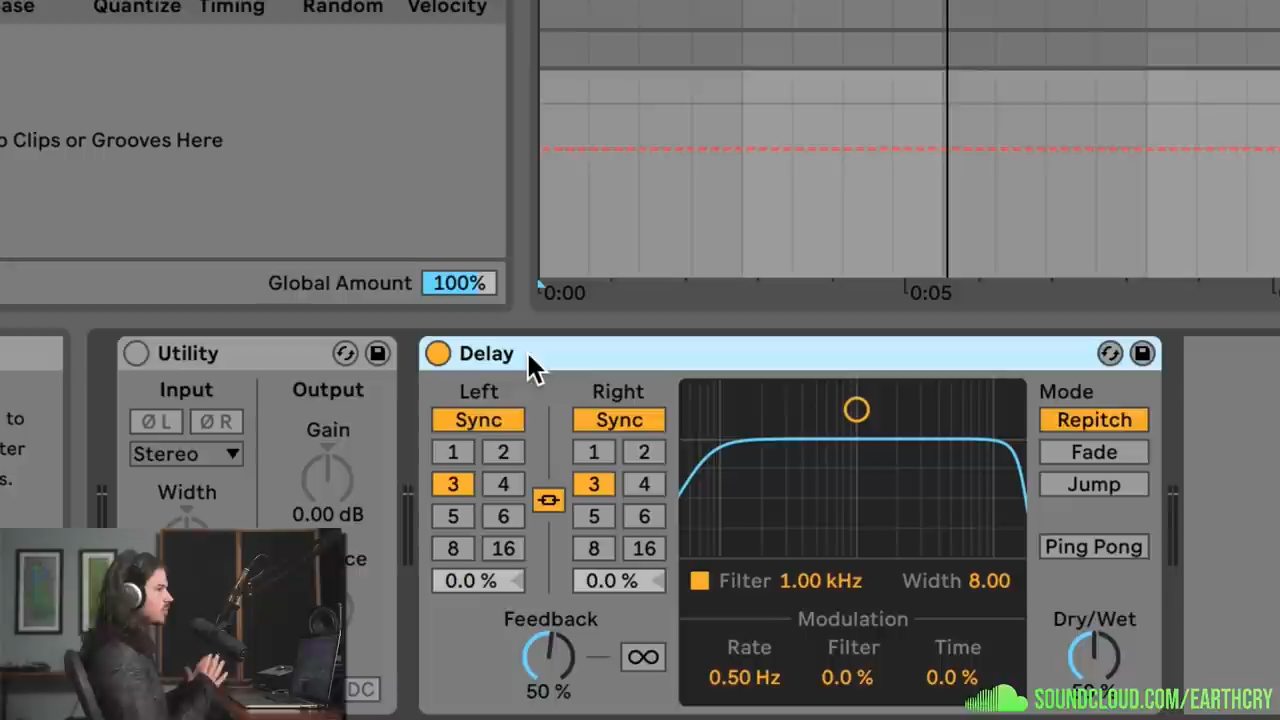 Quantize Timing Random Velocity
Clips or Grooves Here
Global Amount 100%
0:00 0:05
Utility
Input Output
Ø L Ø R
Gain
Stereo
Width
0.00 dB
DC
to
Delay
Left Right
Sync Sync
1 2 1 2
3 4 3 4
5 6 5 6
8 16 8 16
0.0 % 0.0 %
Feedback
50 %
Filter 1.00 kHz Width 8.00
Modulation
Rate Filter Time
0.50 Hz 0.0 % 0.0 %
Mode
Repitch
Fade
Jump
Ping Pong
Dry/Wet
SOUNDCLOUD.COM/EARTHCRY